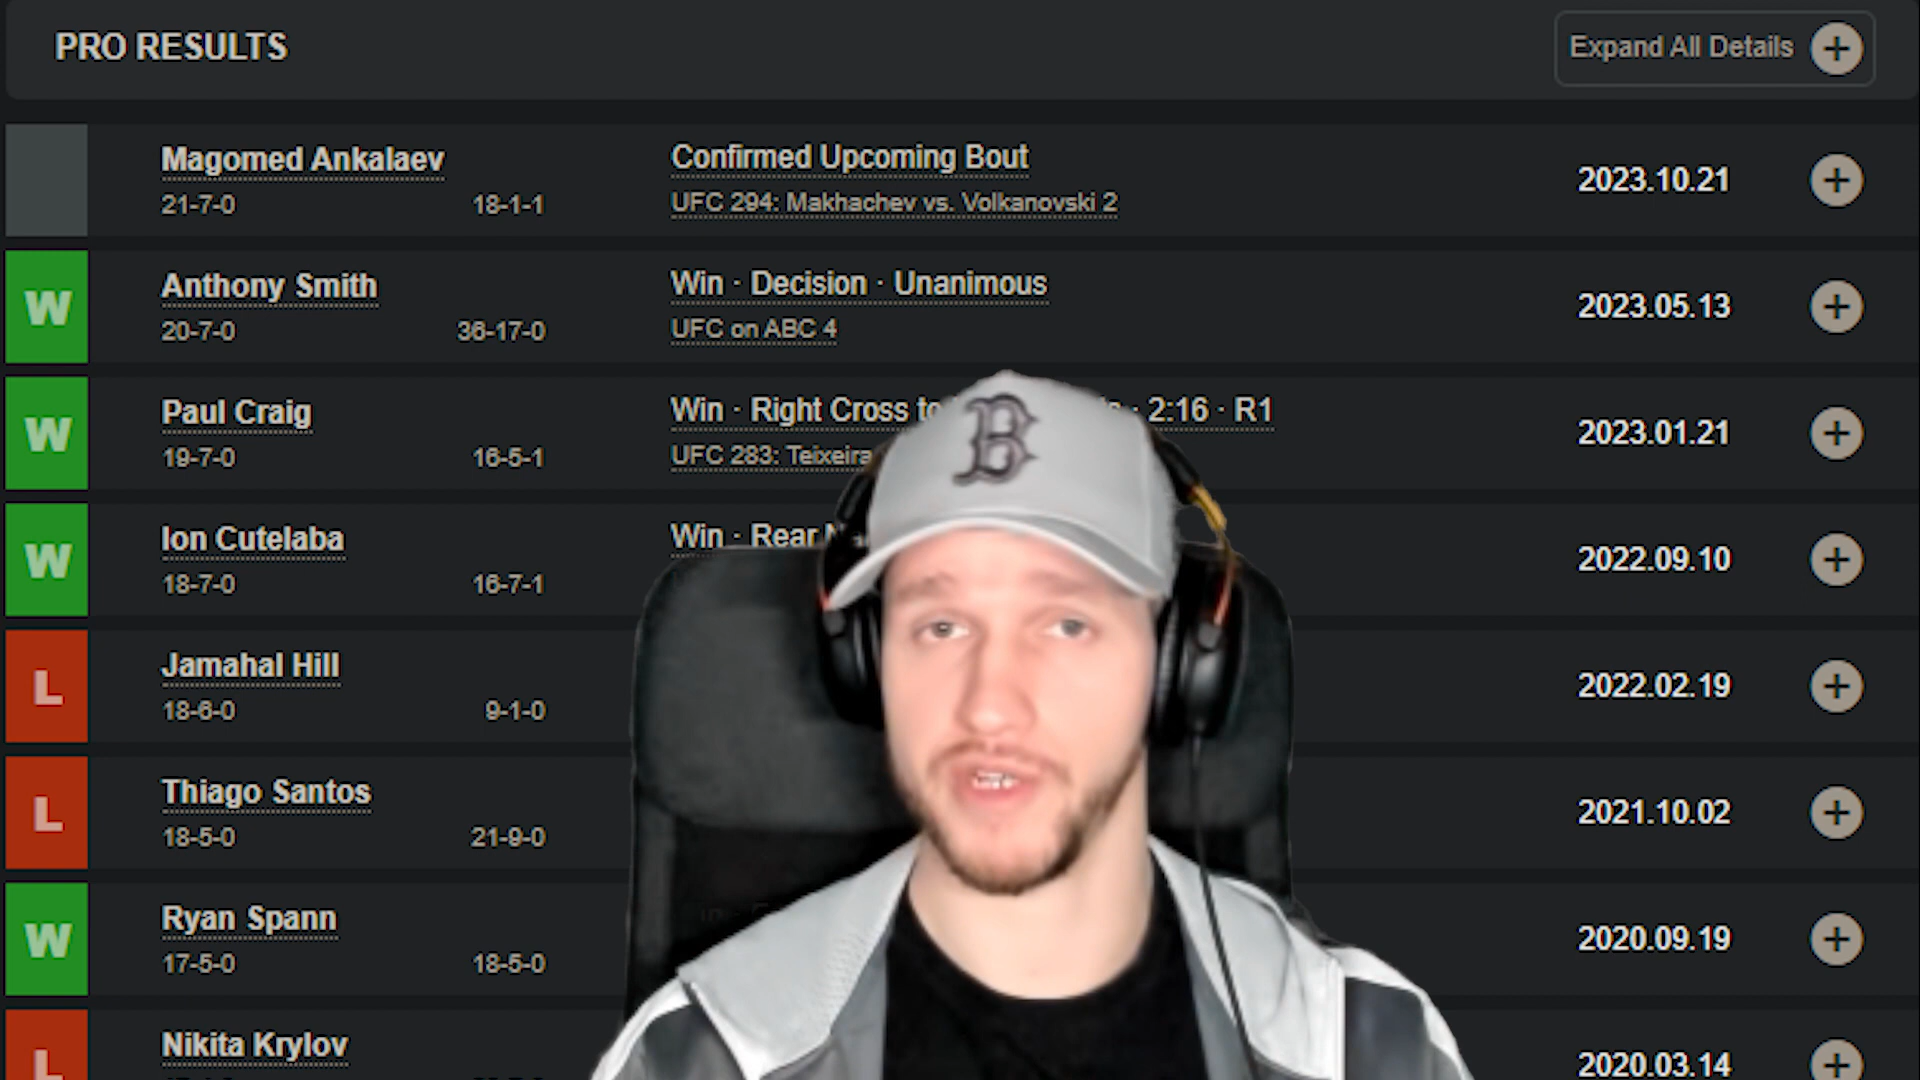 PRO RESULTS
Expand All Details
Magomed Ankalaev
Confirmed Upcoming Bout
2023.10.21
21-7-0
18-1-1
UFC 294: Makhachev vs. Volkanovski 2
W
Anthony Smith
Win · Decision · Unanimous
2023.05.13
20-7-0
36-17-0
UFC on ABC 4
W
Paul Craig
Win · Right Cross to
· 2:16 · R1
2023.01.21
19-7-0
16-5-1
UFC 283: Teixeira
B
W
Ion Cutelaba
Win · Rear
2022.09.10
18-7-0
16-7-1
L
Jamahal Hill
2022.02.19
18-6-0
9-1-0
L
Thiago Santos
2021.10.02
18-5-0
21-9-0
W
Ryan Spann
2020.09.19
17-5-0
18-5-0
L
Nikita Krylov
2020.03.14